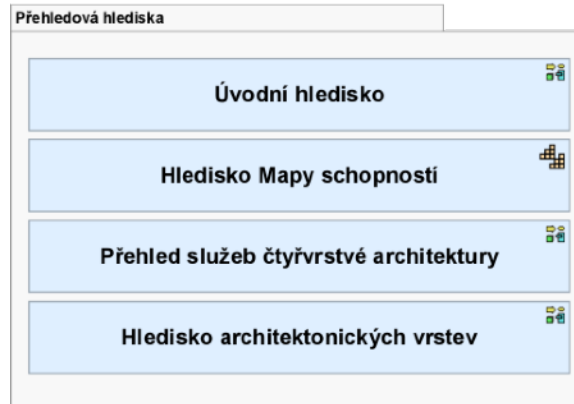 Přehledová hlediska
Úvodní hledisko
Hledisko Mapy schopností
Přehled služeb čtyřvrstvé architektury
Hledisko architektonických vrstev